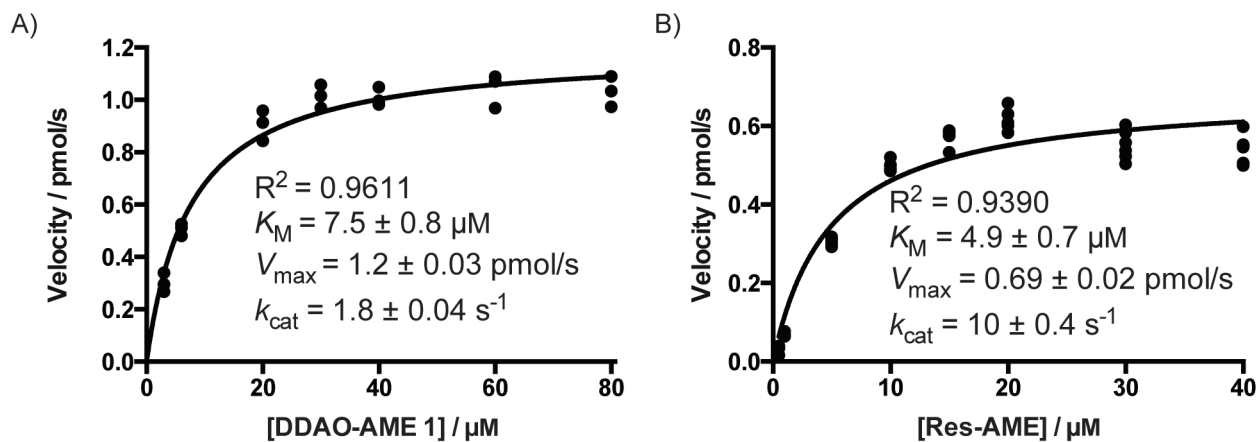 A)
1.2
1.0
0.8
0.6
0.4
0.2
0.0
Velocity / pmol/s
R² = 0.9611
K_M = 7.5 ± 0.8 µM
V_max = 1.2 ± 0.03 pmol/s
k_cat = 1.8 ± 0.04 s⁻¹
0 20 40 60 80
[DDAO-AME 1] / µM
B)
0.8
0.6
0.4
0.2
0.0
Velocity / pmol/s
R² = 0.9390
K_M = 4.9 ± 0.7 µM
V_max = 0.69 ± 0.02 pmol/s
k_cat = 10 ± 0.4 s⁻¹
0 10 20 30 40
[Res-AME] / µM